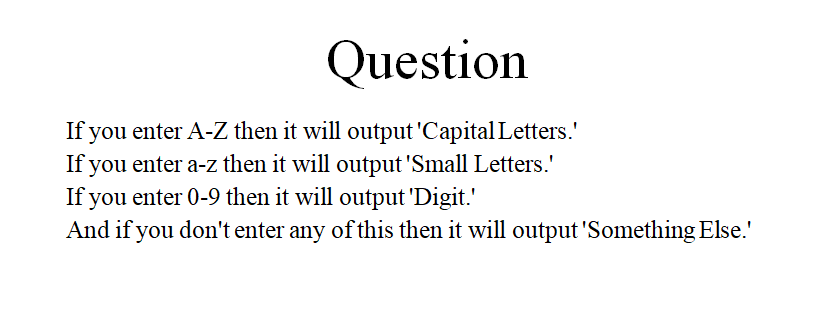 Question
If you enter A-Z then it will output 'Capital Letters.'
If you enter a-z then it will output 'Small Letters.'
If you enter 0-9 then it will output 'Digit.'
And if you don't enter any of this then it will output 'Something Else.'